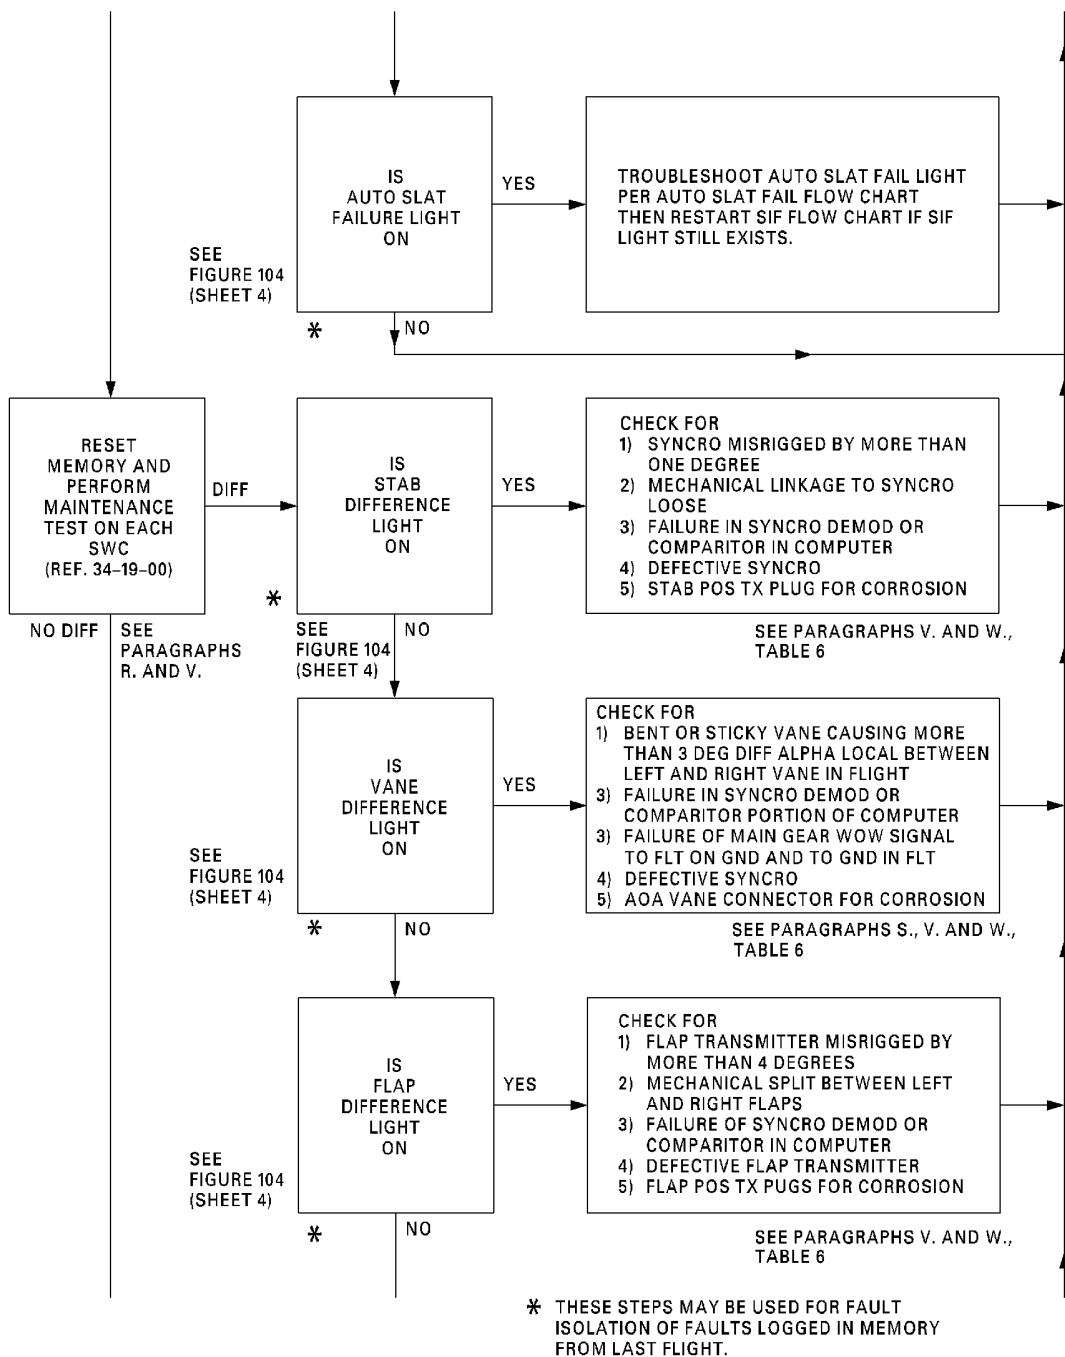 IS
AUTO SLAT
FAILURE LIGHT
ON
YES
TROUBLESHOOT AUTO SLAT FAIL LIGHT
PER AUTO SLAT FAIL FLOW CHART
THEN RESTART SIF FLOW CHART IF SIF
LIGHT STILL EXISTS.
SEE
FIGURE 104
(SHEET 4)
*
NO
RESET
MEMORY AND
PERFORM
MAINTENANCE
TEST ON EACH
SWC
(REF. 34-19-00)
DIFF
IS
STAB
DIFFERENCE
LIGHT
ON
YES
CHECK FOR
1) SYNCRO MISRIGGED BY MORE THAN
ONE DEGREE
2) MECHANICAL LINKAGE TO SYNCRO
LOOSE
3) FAILURE IN SYNCRO DEMOD OR
COMPARITOR IN COMPUTER
4) DEFECTIVE SYNCRO
5) STAB POS TX PLUG FOR CORROSION
*
NO DIFF
SEE
PARAGRAPHS
R. AND V.
SEE
FIGURE 104
(SHEET 4)
NO
SEE PARAGRAPHS V. AND W.,
TABLE 6
IS
VANE
DIFFERENCE
LIGHT
ON
YES
CHECK FOR
1) BENT OR STICKY VANE CAUSING MORE
THAN 3 DEG DIFF ALPHA LOCAL BETWEEN
LEFT AND RIGHT VANE IN FLIGHT
3) FAILURE IN SYNCRO DEMOD OR
COMPARITOR PORTION OF COMPUTER
3) FAILURE OF MAIN GEAR WOW SIGNAL
TO FLT ON GND AND TO GND IN FLT
4) DEFECTIVE SYNCRO
5) AOA VANE CONNECTOR FOR CORROSION
SEE
FIGURE 104
(SHEET 4)
*
NO
SEE PARAGRAPHS S., V. AND W.,
TABLE 6
IS
FLAP
DIFFERENCE
LIGHT
ON
YES
CHECK FOR
1) FLAP TRANSMITTER MISRIGGED BY
MORE THAN 4 DEGREES
2) MECHANICAL SPLIT BETWEEN LEFT
AND RIGHT FLAPS
3) FAILURE OF SYNCRO DEMOD OR
COMPARITOR IN COMPUTER
4) DEFECTIVE FLAP TRANSMITTER
5) FLAP POS TX PUGS FOR CORROSION
SEE
FIGURE 104
(SHEET 4)
*
NO
SEE PARAGRAPHS V. AND W.,
TABLE 6
* THESE STEPS MAY BE USED FOR FAULT
ISOLATION OF FAULTS LOGGED IN MEMORY
FROM LAST FLIGHT.